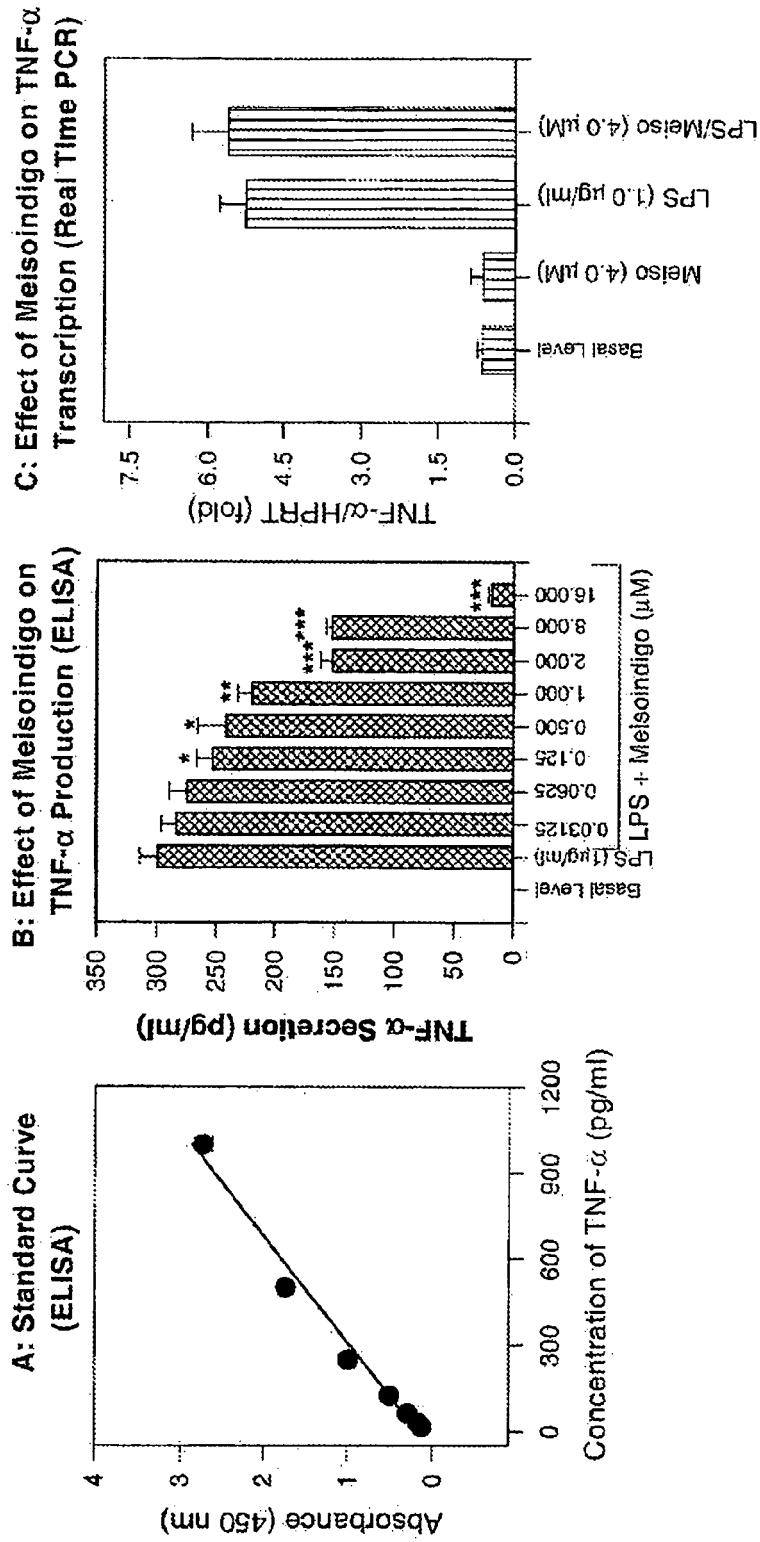 A: Standard Curve
(ELISA)
Absorbance (450 nm)
4
3
2
1
0
0
300
600
900
1200
Concentration of TNF-α (pg/ml)
B: Effect of Meisoindigo on
TNF-α Production (ELISA)
TNF-α Secretion (pg/ml)
350
300
250
200
150
100
50
0
*
*
**
***
***
***
Basal Level
LPS (1μg/ml)
0.03125
0.0625
0.125
0.500
1.000
2.000
8.000
16.000
LPS + Meisoindigo (μM)
C: Effect of Meisoindigo on TNF-α
Transcription (Real Time PCR)
TNF-α/HPRT (fold)
7.5
6.0
4.5
3.0
1.5
0.0
Basal Level
Meiso (4.0 μM)
LPS (1.0 μg/ml)
LPS/Meiso (4.0 μM)